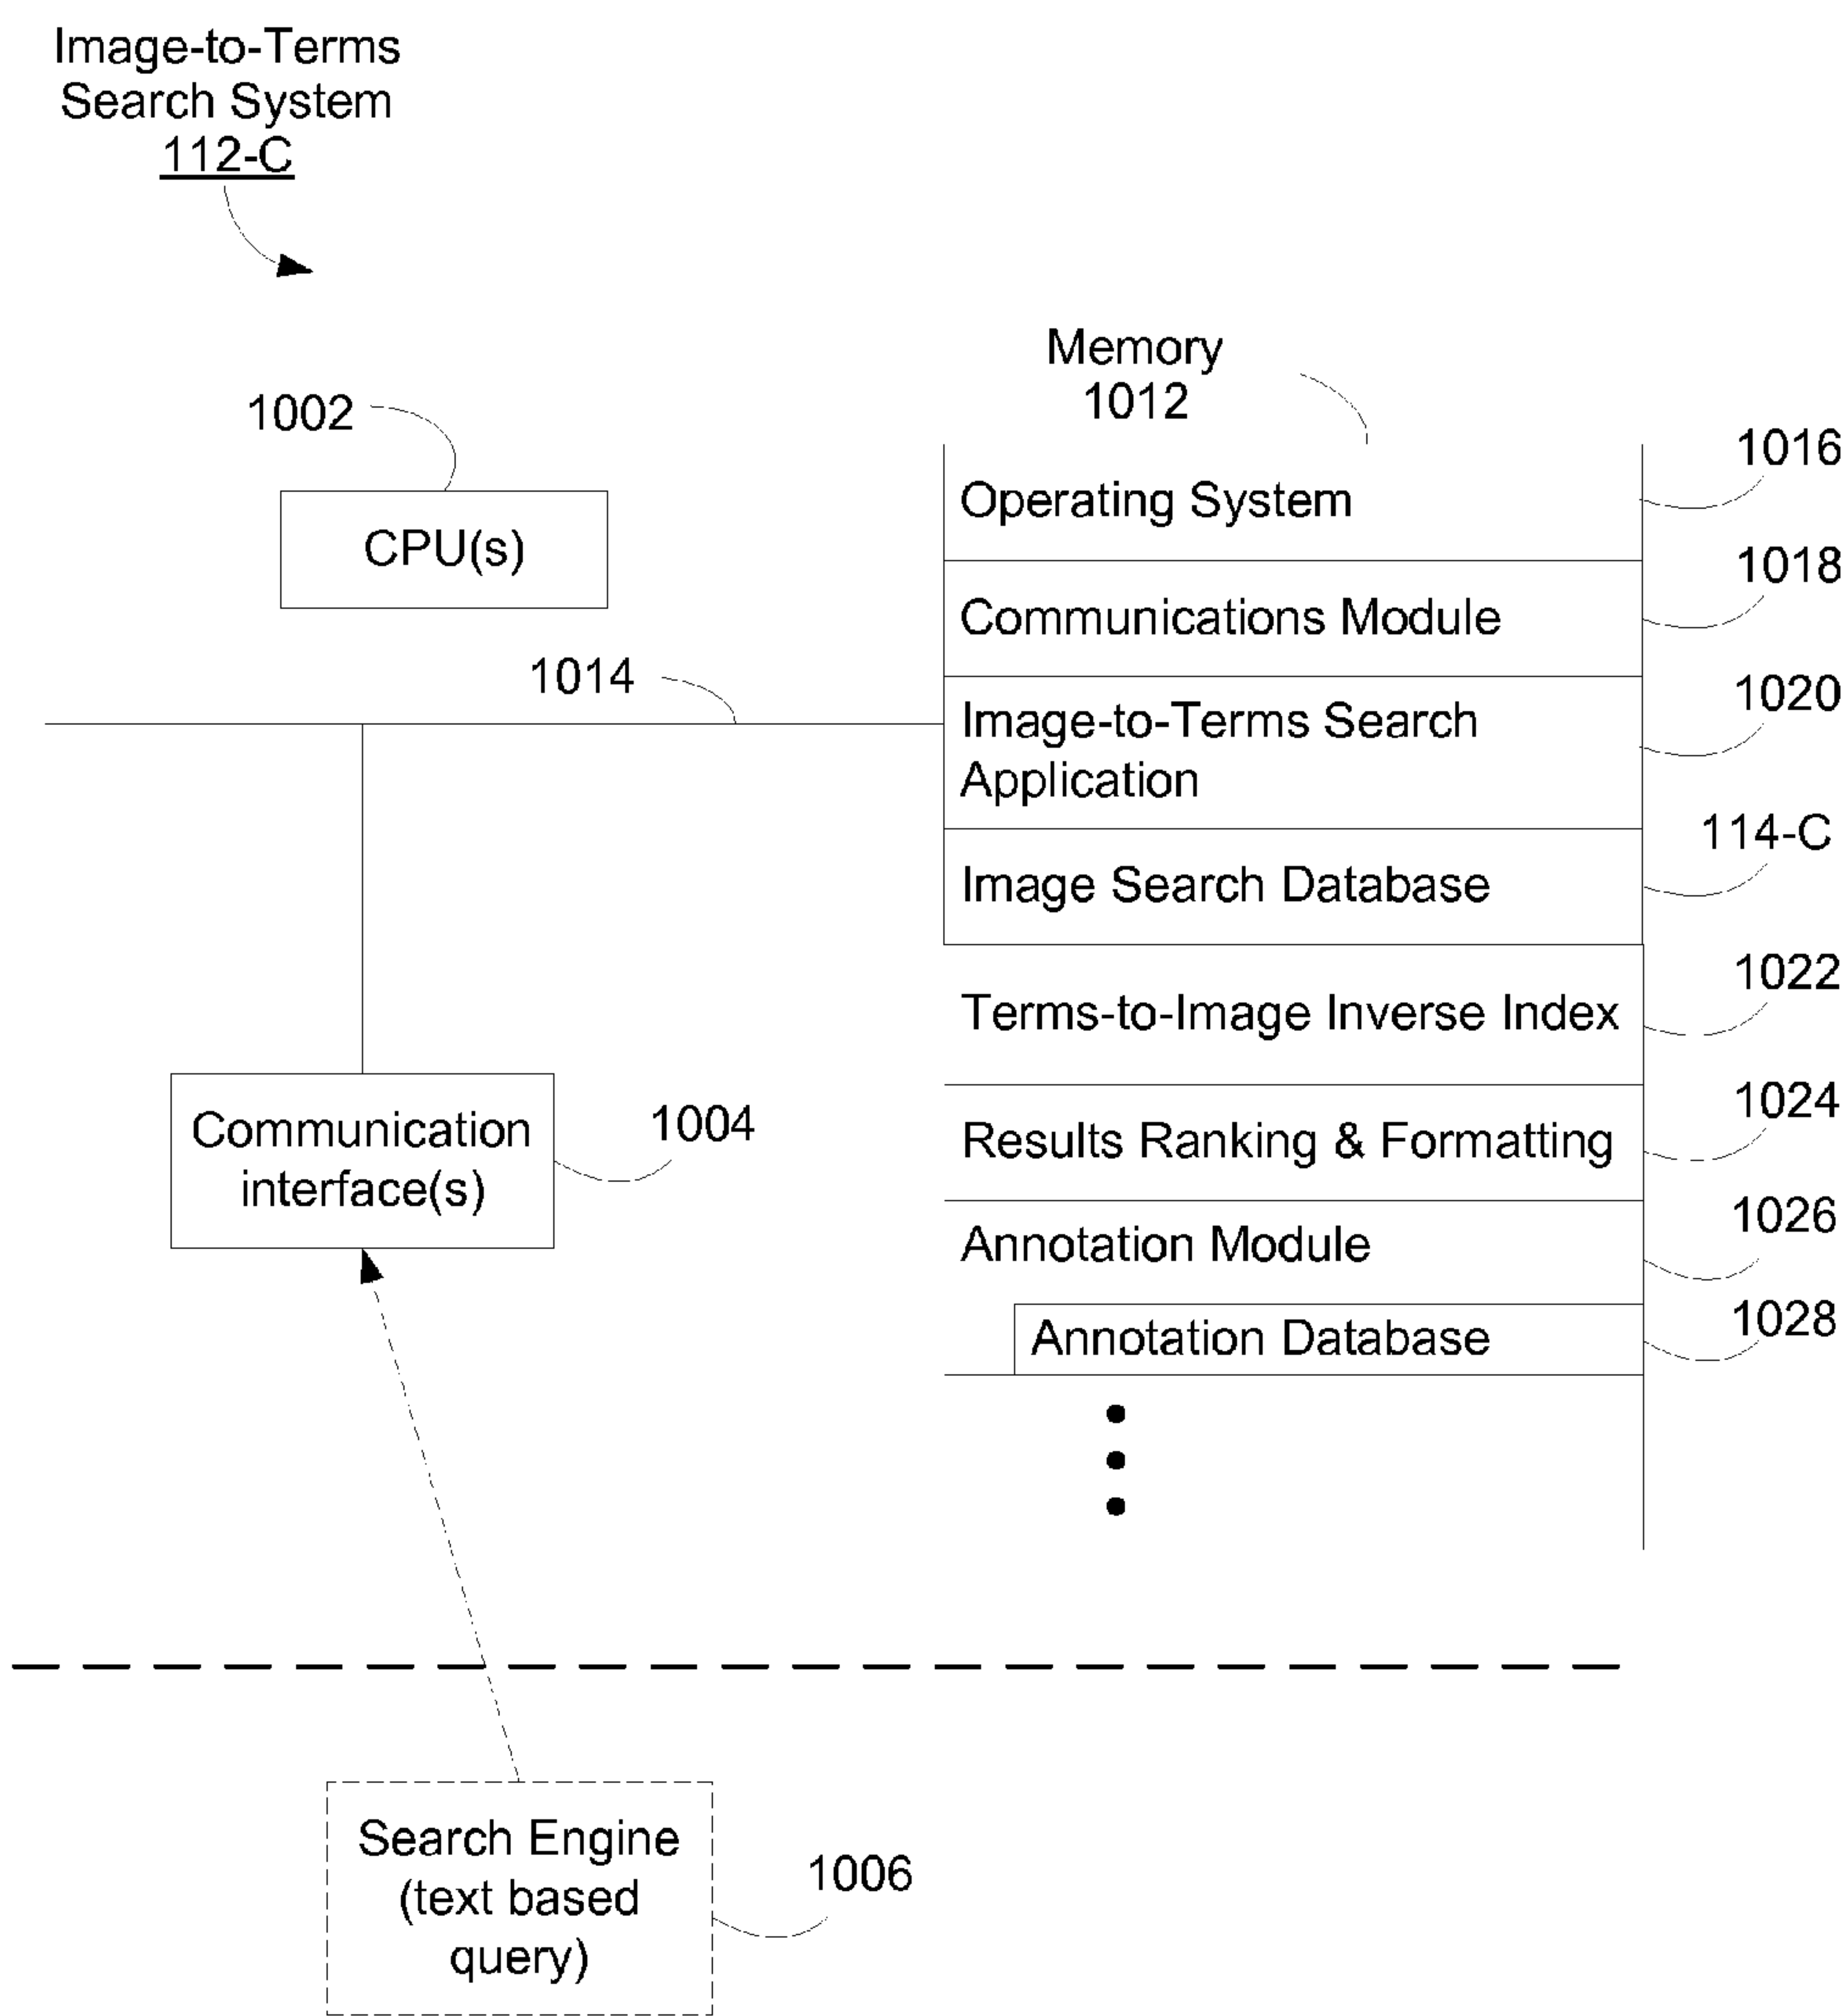 Image-to-Terms
Search System
112-C
Memory
1012
1002
1016
Operating System
CPU(s)
1018
Communications Module
1014
1020
Image-to-Terms Search
Application
114-C
Image Search Database
1022
Terms-to-Image Inverse Index
1024
Communication
interface(s)
1004
Results Ranking & Formatting
1026
Annotation Module
1028
Annotation Database
Search Engine
(text based
query)
1006